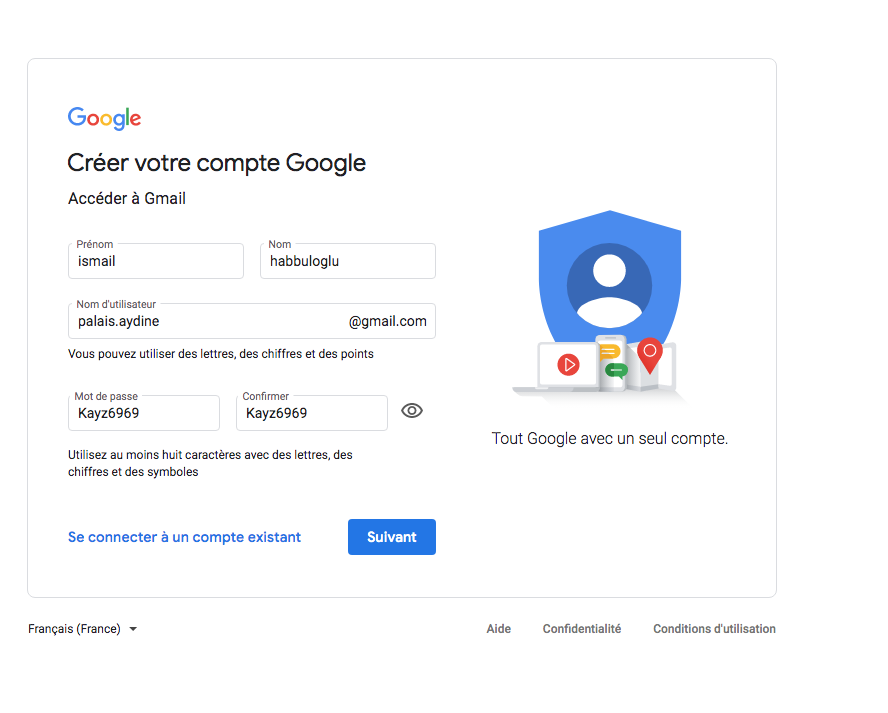 Google
Créer votre compte Google
Accéder à Gmail
Prénom Nom
ismail habbuloglu
Nom d'utilisateur
palais.aydine @gmail.com
Vous pouvez utiliser des lettres, des chiffres et des points
Mot de passe Confirmer
Kayz6969 Kayz6969
Utilisez au moins huit caractères avec des lettres, des
chiffres et des symboles
Se connecter à un compte existant Suivant
Tout Google avec un seul compte.
Français (France) Aide Confidentialité Conditions d'utilisation